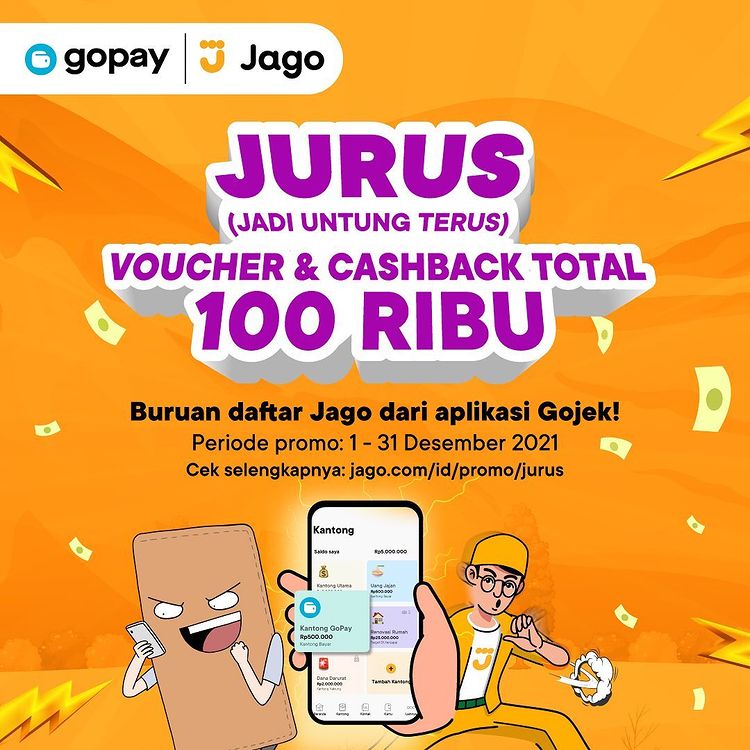 gopay
Jago
JURUS
(JADI UNTUNG TERUS)
VOUCHER & CASHBACK TOTAL
100 RIBU
Buruan daftar Jago dari aplikasi Gojek!
Periode promo: 1 - 31 Desember 2021
Cek selengkapnya: jago.com/id/promo/jurus
Kantong
Saldo saya
Rp5.000.000
Kantong Utama
Uang Jajan
Rp500.000
Kantong GoPay
Rp500.000
Kantong Bayar
Renovasi Rumah
Rp25.000.000
Dana Darurat
Rp2.000.000
Tambah Kantong